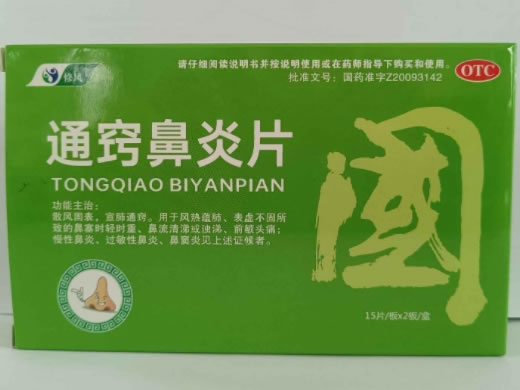 请仔细阅读说明书并按说明使用或在药师指导下购买和使用。
批准文号：国药准字Z20093142
OTC
通窍鼻炎片
TONGQIAO BIYANPIAN
功能主治：
散风固表，宣肺通窍。用于风热蕴肺、表虚不固所
致的鼻塞时轻时重、鼻流清涕或浊涕、前额头痛；
慢性鼻炎、过敏性鼻炎、鼻窦炎见上述证候者。
国
15片/板x2板/盒